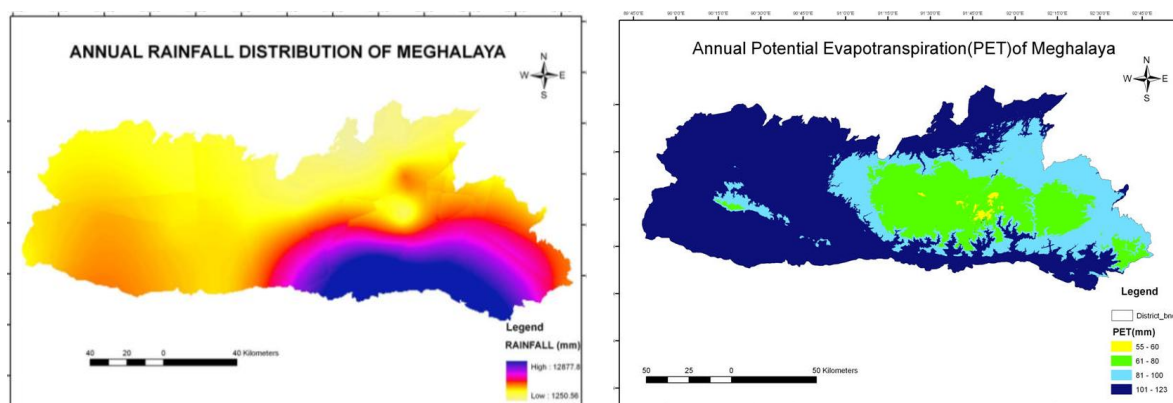 ANNUAL RAINFALL DISTRIBUTION OF MEGHALAYA
N
W E
S
Legend
RAINFALL (mm)
High : 12877.8
Low : 1250.56
40 20 0 40 Kilometers
Annual Potential Evapotranspiration(PET)of Meghalaya
N
W E
S
Legend
District_bnd
PET(mm)
55 - 60
61 - 80
81 - 100
101 - 123
50 25 0 50 Kilometers